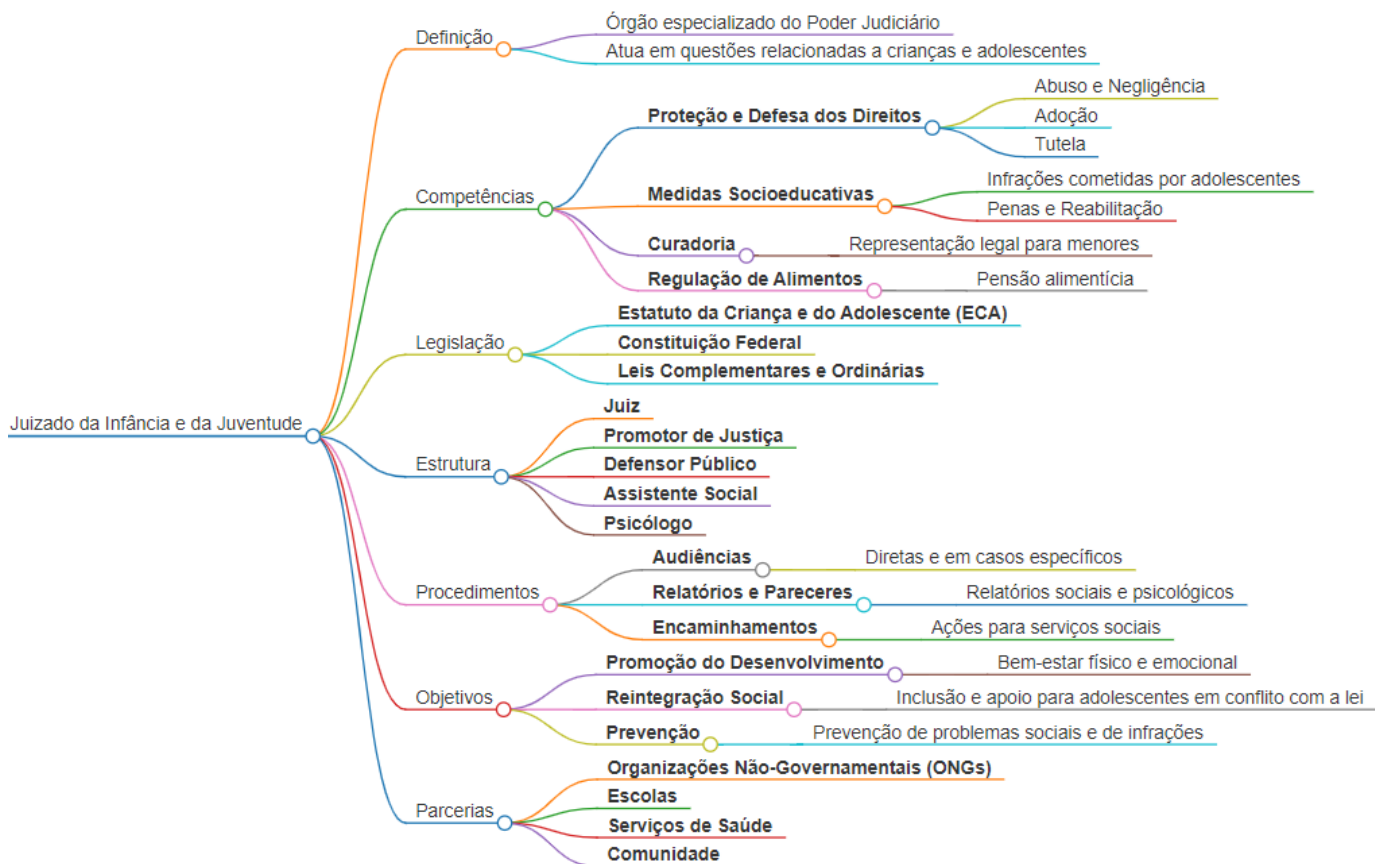 Juizado da Infância e da Juventude
Definição
Órgão especializado do Poder Judiciário
Atua em questões relacionadas a crianças e adolescentes
Competências
Proteção e Defesa dos Direitos
Abuso e Negligência
Adoção
Tutela
Medidas Socioeducativas
Infrações cometidas por adolescentes
Penas e Reabilitação
Curadoria
Representação legal para menores
Regulação de Alimentos
Pensão alimentícia
Legislação
Estatuto da Criança e do Adolescente (ECA)
Constituição Federal
Leis Complementares e Ordinárias
Estrutura
Juiz
Promotor de Justiça
Defensor Público
Assistente Social
Psicólogo
Procedimentos
Audiências
Diretas e em casos específicos
Relatórios e Pareceres
Relatórios sociais e psicológicos
Encaminhamentos
Ações para serviços sociais
Objetivos
Promoção do Desenvolvimento
Bem-estar físico e emocional
Reintegração Social
Inclusão e apoio para adolescentes em conflito com a lei
Prevenção
Prevenção de problemas sociais e de infrações
Parcerias
Organizações Não-Governamentais (ONGs)
Escolas
Serviços de Saúde
Comunidade